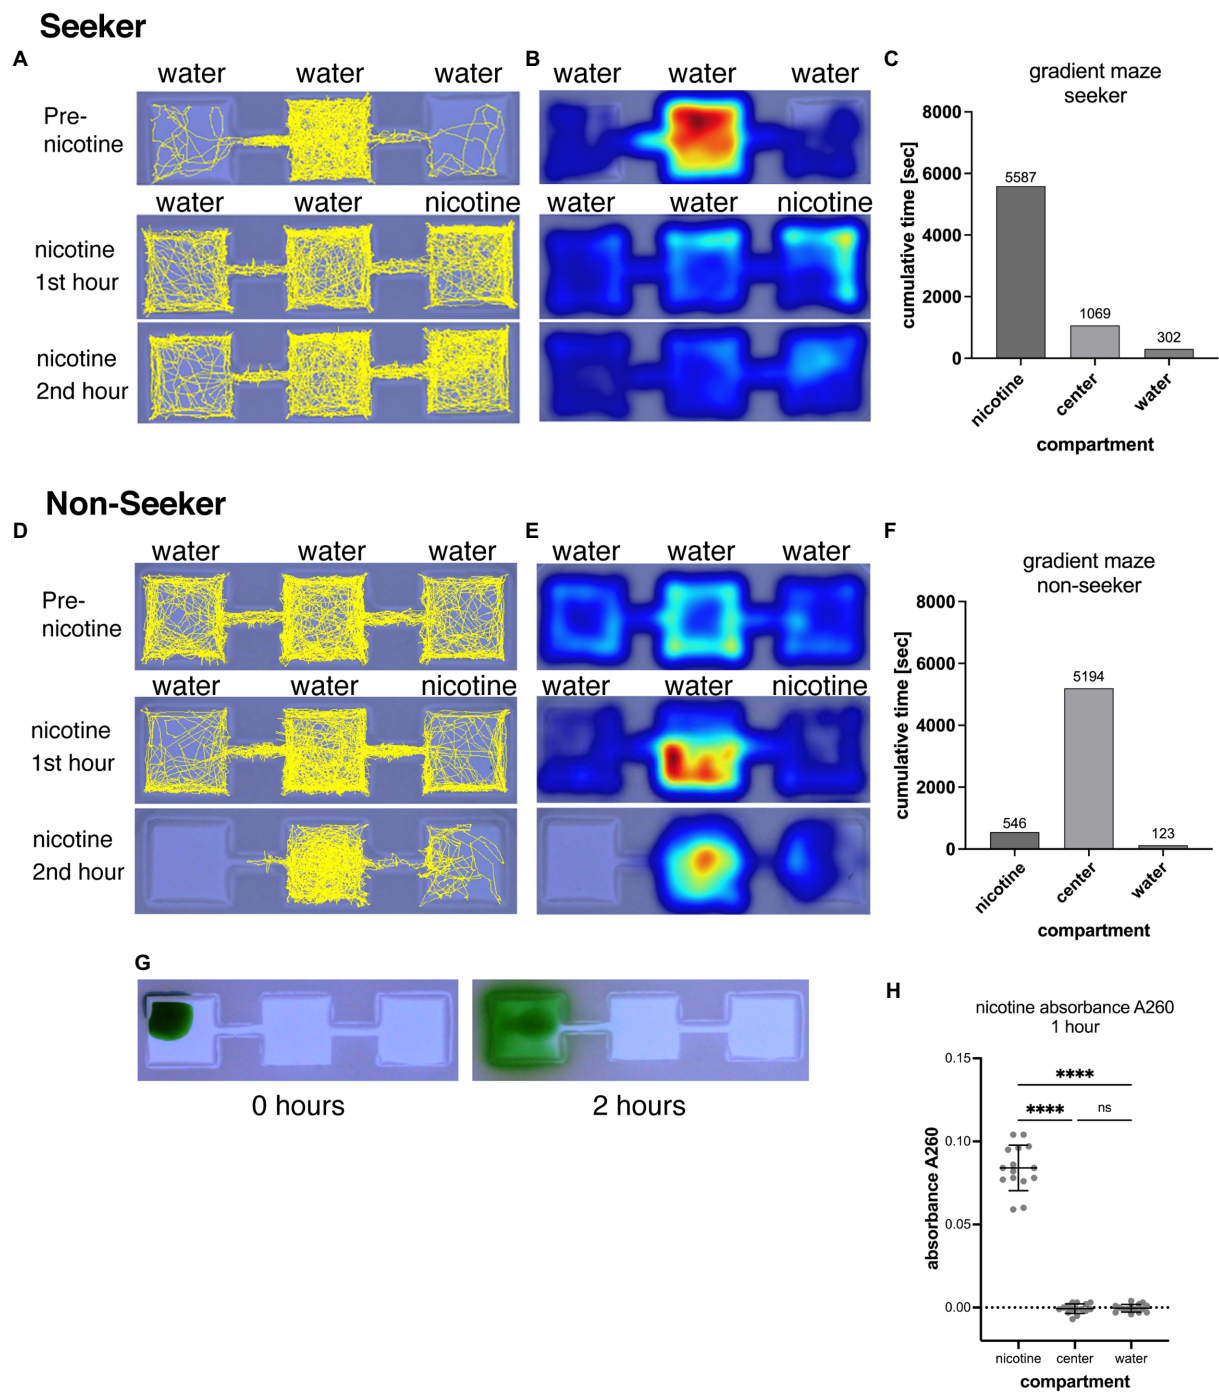 Seeker
A
B
C
water water water
water water water
Pre-
nicotine
water water nicotine
water water nicotine
nicotine
1st hour
nicotine
2nd hour
gradient maze
seeker
cumulative time [sec]
8000
6000
4000
2000
0
5587
1069
302
nicotine
center
water
compartment
Non-Seeker
D
E
F
water water water
water water water
Pre-
nicotine
water water nicotine
water water nicotine
nicotine
1st hour
nicotine
2nd hour
gradient maze
non-seeker
cumulative time [sec]
8000
6000
4000
2000
0
546
5194
123
nicotine
center
water
compartment
G
0 hours
2 hours
H
nicotine absorbance A260
1 hour
absorbance A260
0.15
0.10
0.05
0.00
****
**** ns
nicotine center water
compartment